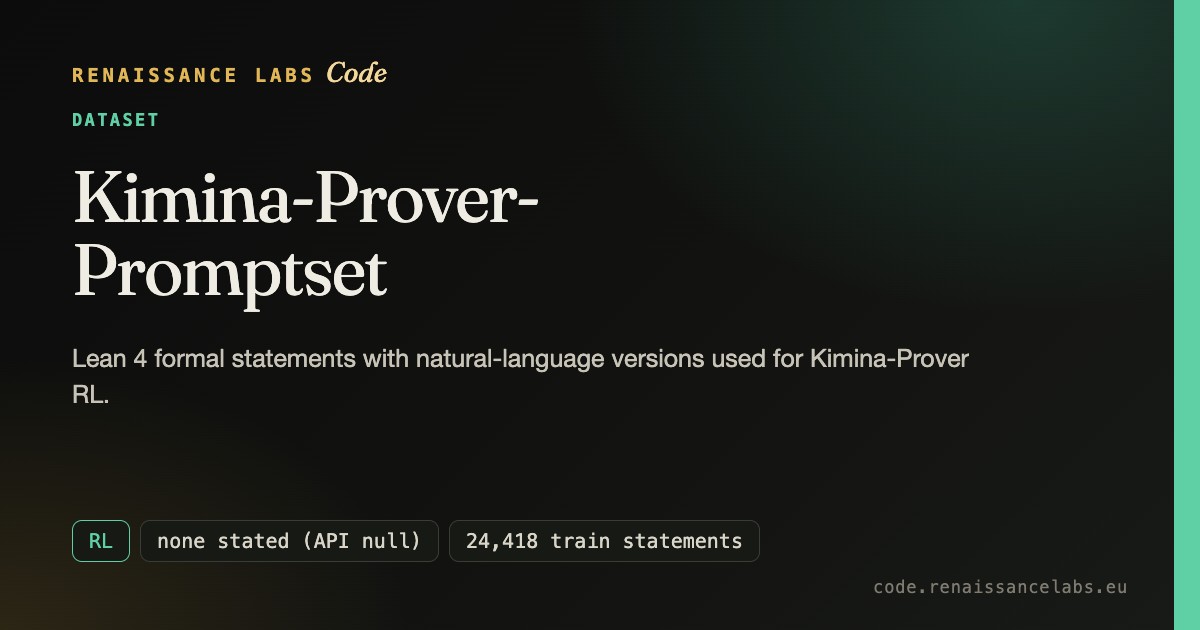 RENAISSANCE LABS Code
DATASET
Kimina-Prover-
Promptset
Lean 4 formal statements with natural-language versions used for Kimina-Prover
RL.
RL
none stated (API null)
24,418 train statements
code.renaissancelabs.eu